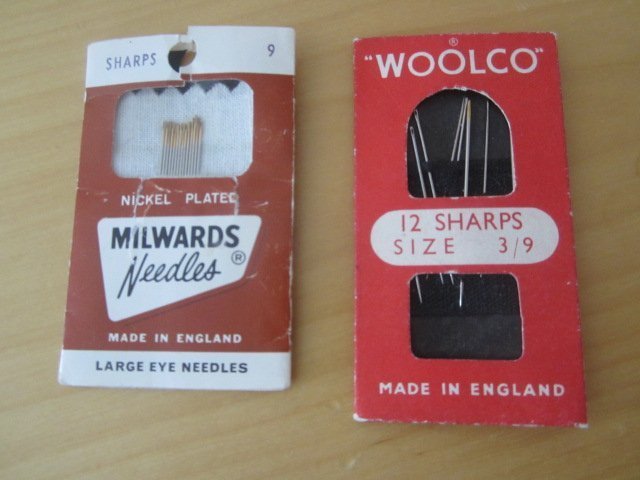 SHARPS 9
NICKEL PLATED
MILWARDS
Needles ®
MADE IN ENGLAND
LARGE EYE NEEDLES
®
"WOOLCO"
12 SHARPS
SIZE 3/9
MADE IN ENGLAND